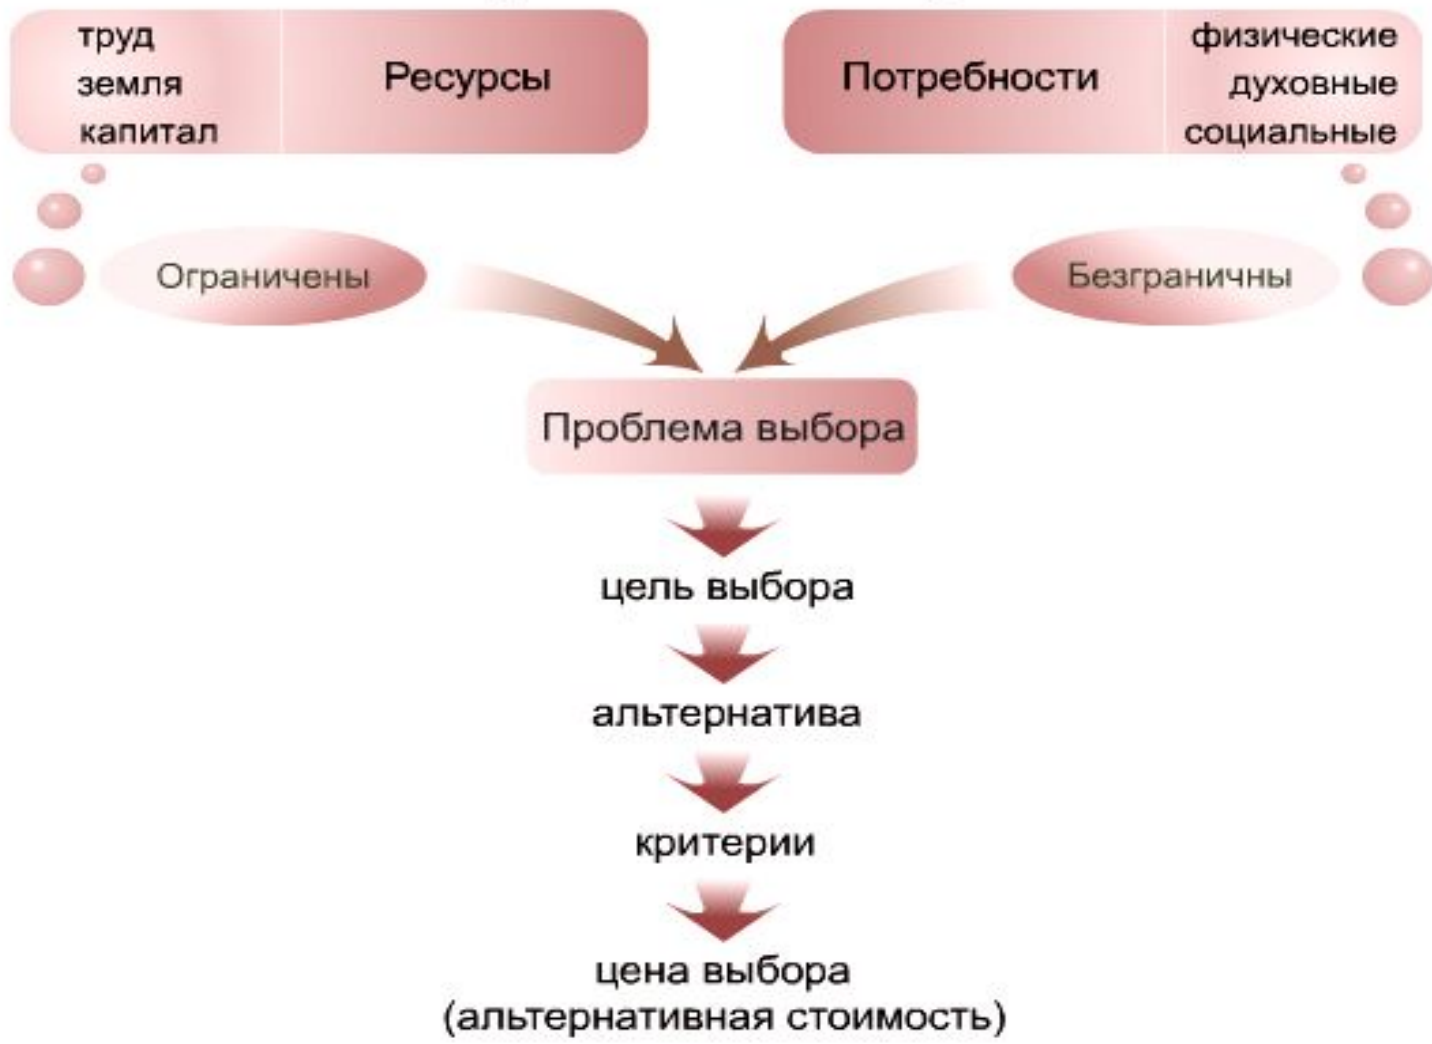 труд
земля
капитал
Ресурсы
Потребности
физические
духовные
социальные
Ограничены
Безграничны
Проблема выбора
цель выбора
альтернатива
критерии
цена выбора
(альтернативная стоимость)